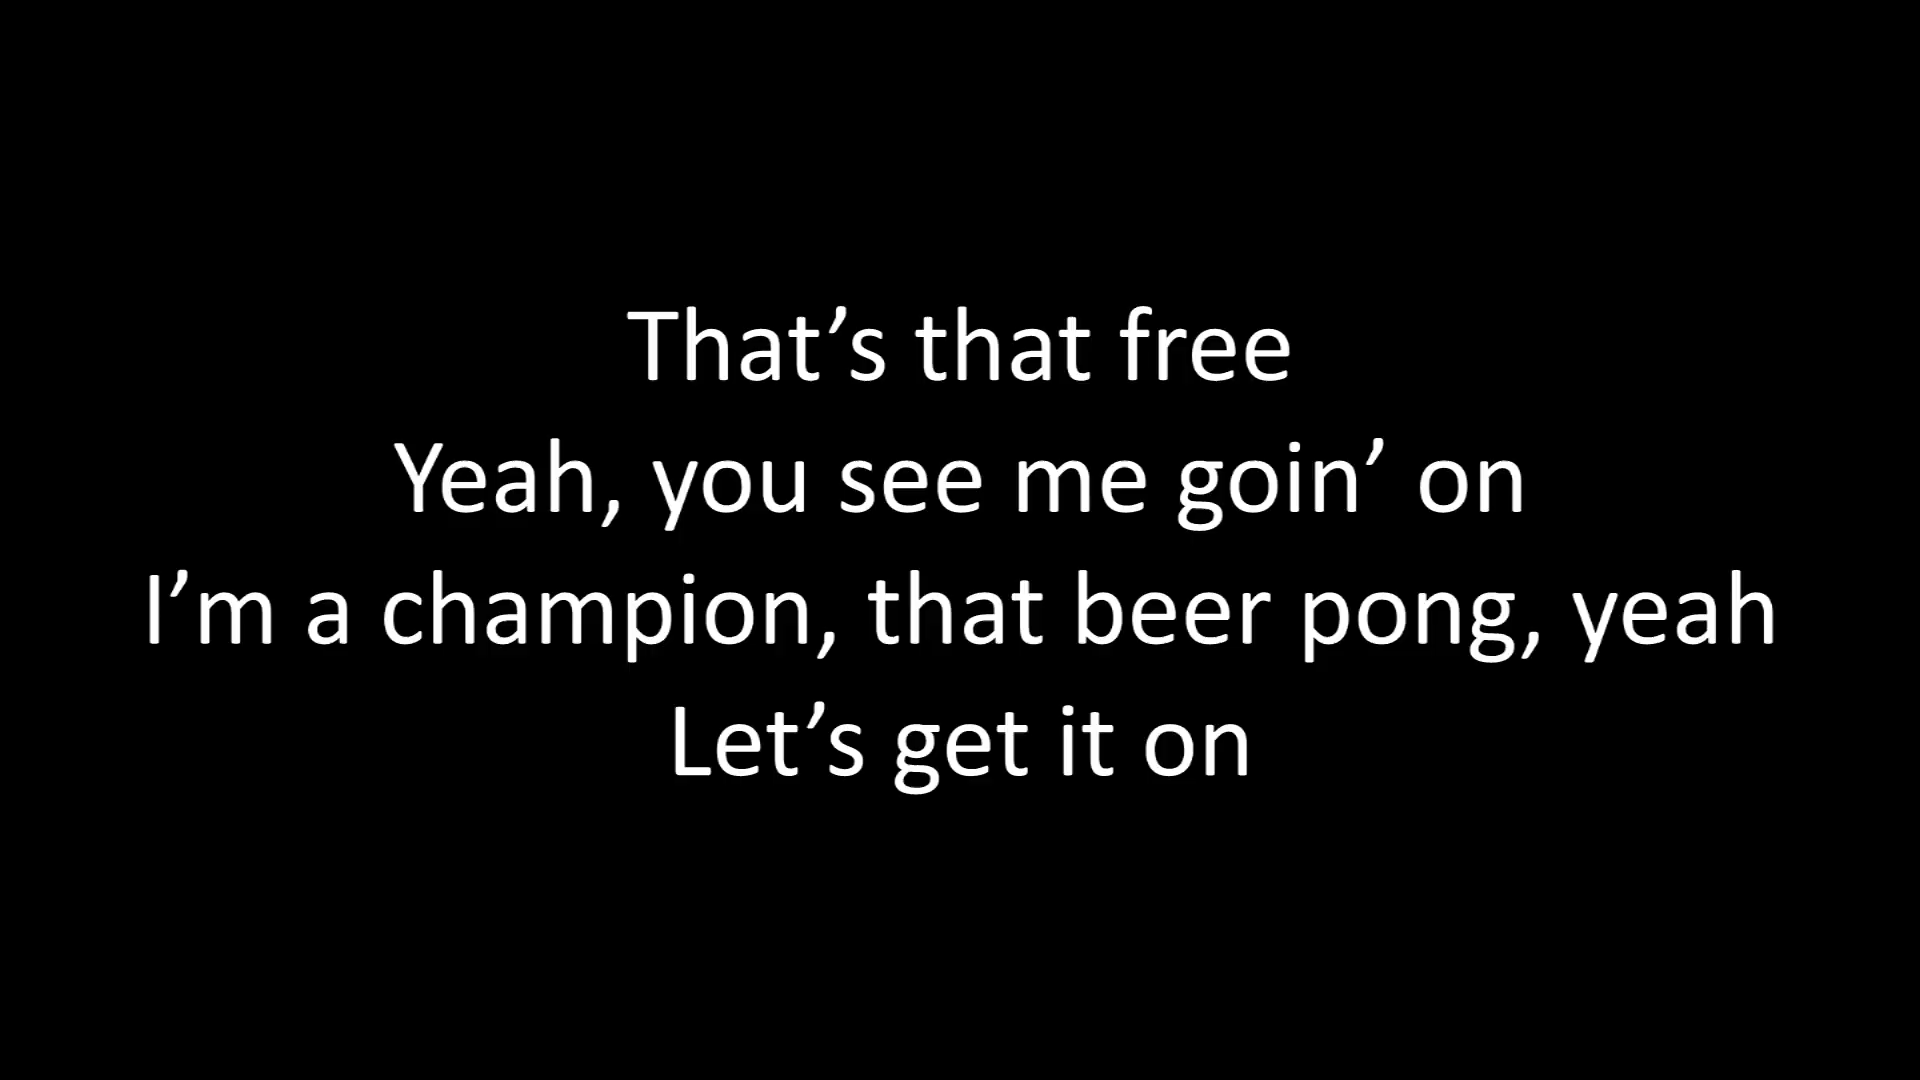 That’s that free
Yeah, you see me goin’ on
I’m a champion, that beer pong, yeah
Let’s get it on